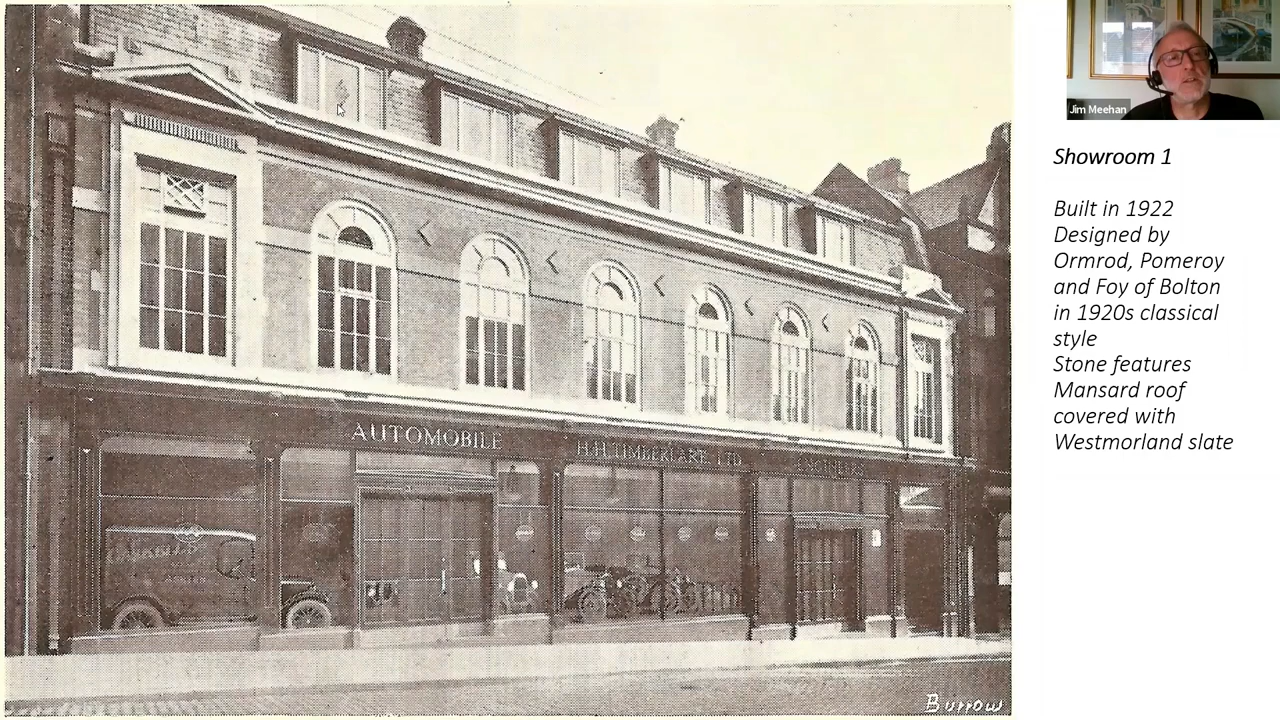 Jim Meehan
Showroom 1
Built in 1922
Designed by
Ormrod, Pomeroy
and Foy of Bolton
in 1920s classical
style
Stone features
Mansard roof
covered with
Westmorland slate
AUTOMOBILE
H.H. TIMBERLAKE LTD
Burrow